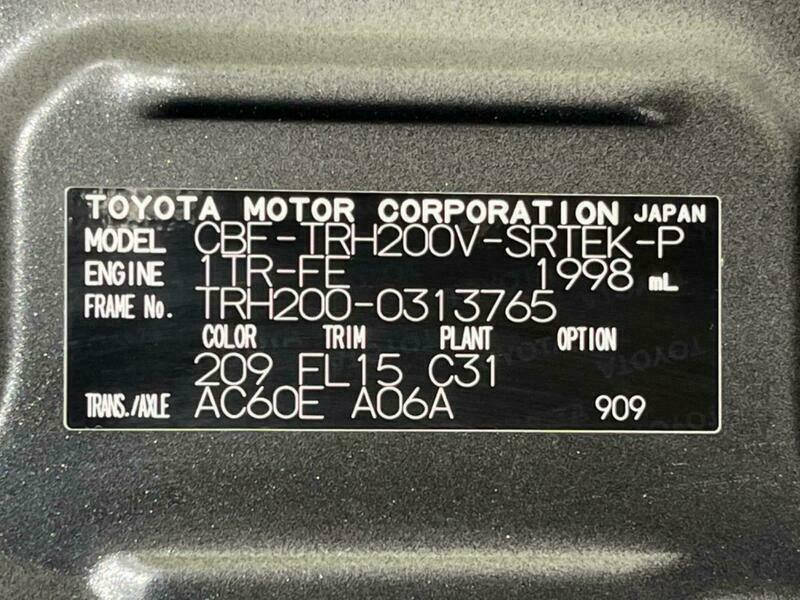 TOYOTA MOTOR CORPORATION JAPAN
MODEL CBF-TRH200V-SRTEK-P
ENGINE 1TR-FE 1998 mL
FRAME No. TRH200-0313765
COLOR TRIM PLANT OPTION
209 FL15 C31
TRANS./AXLE AC60E A06A 909